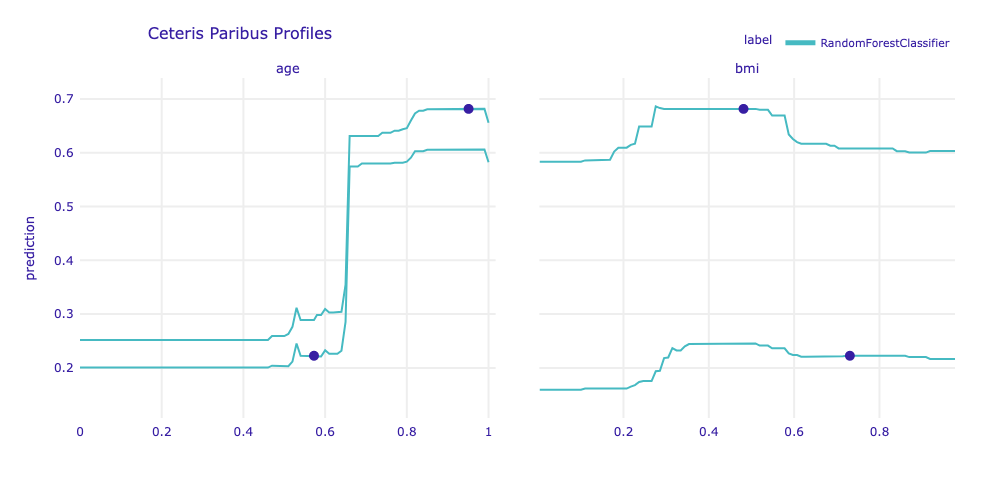 Ceteris Paribus Profiles
label
RandomForestClassifier
age
bmi
prediction
0.7
0.6
0.5
0.4
0.3
0.2
0 0.2 0.4 0.6 0.8 1
0.2 0.4 0.6 0.8